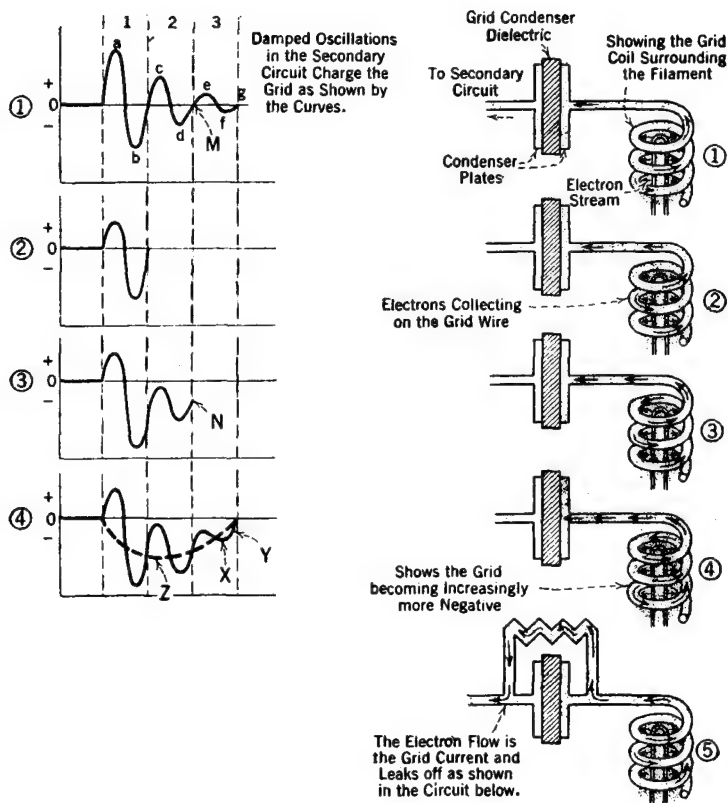 1 2 3
a
c
e
g
b
d
f
M
+
0
−
①
Damped Oscillations
in the Secondary
Circuit Charge the
Grid as Shown by
the Curves.
+
0
−
②
+
0
−
③
N
+
0
−
④
Z
X
Y
Grid Condenser
Dielectric
To Secondary
Circuit
Condenser
Plates
Showing the Grid
Coil Surrounding
the Filament
Electron
Stream
①
Electrons Collecting
on the Grid Wire
②
③
Shows the Grid
becoming Increasingly
more Negative
④
The Electron Flow is
the Grid Current and
Leaks off as shown
in the Circuit below.
⑤